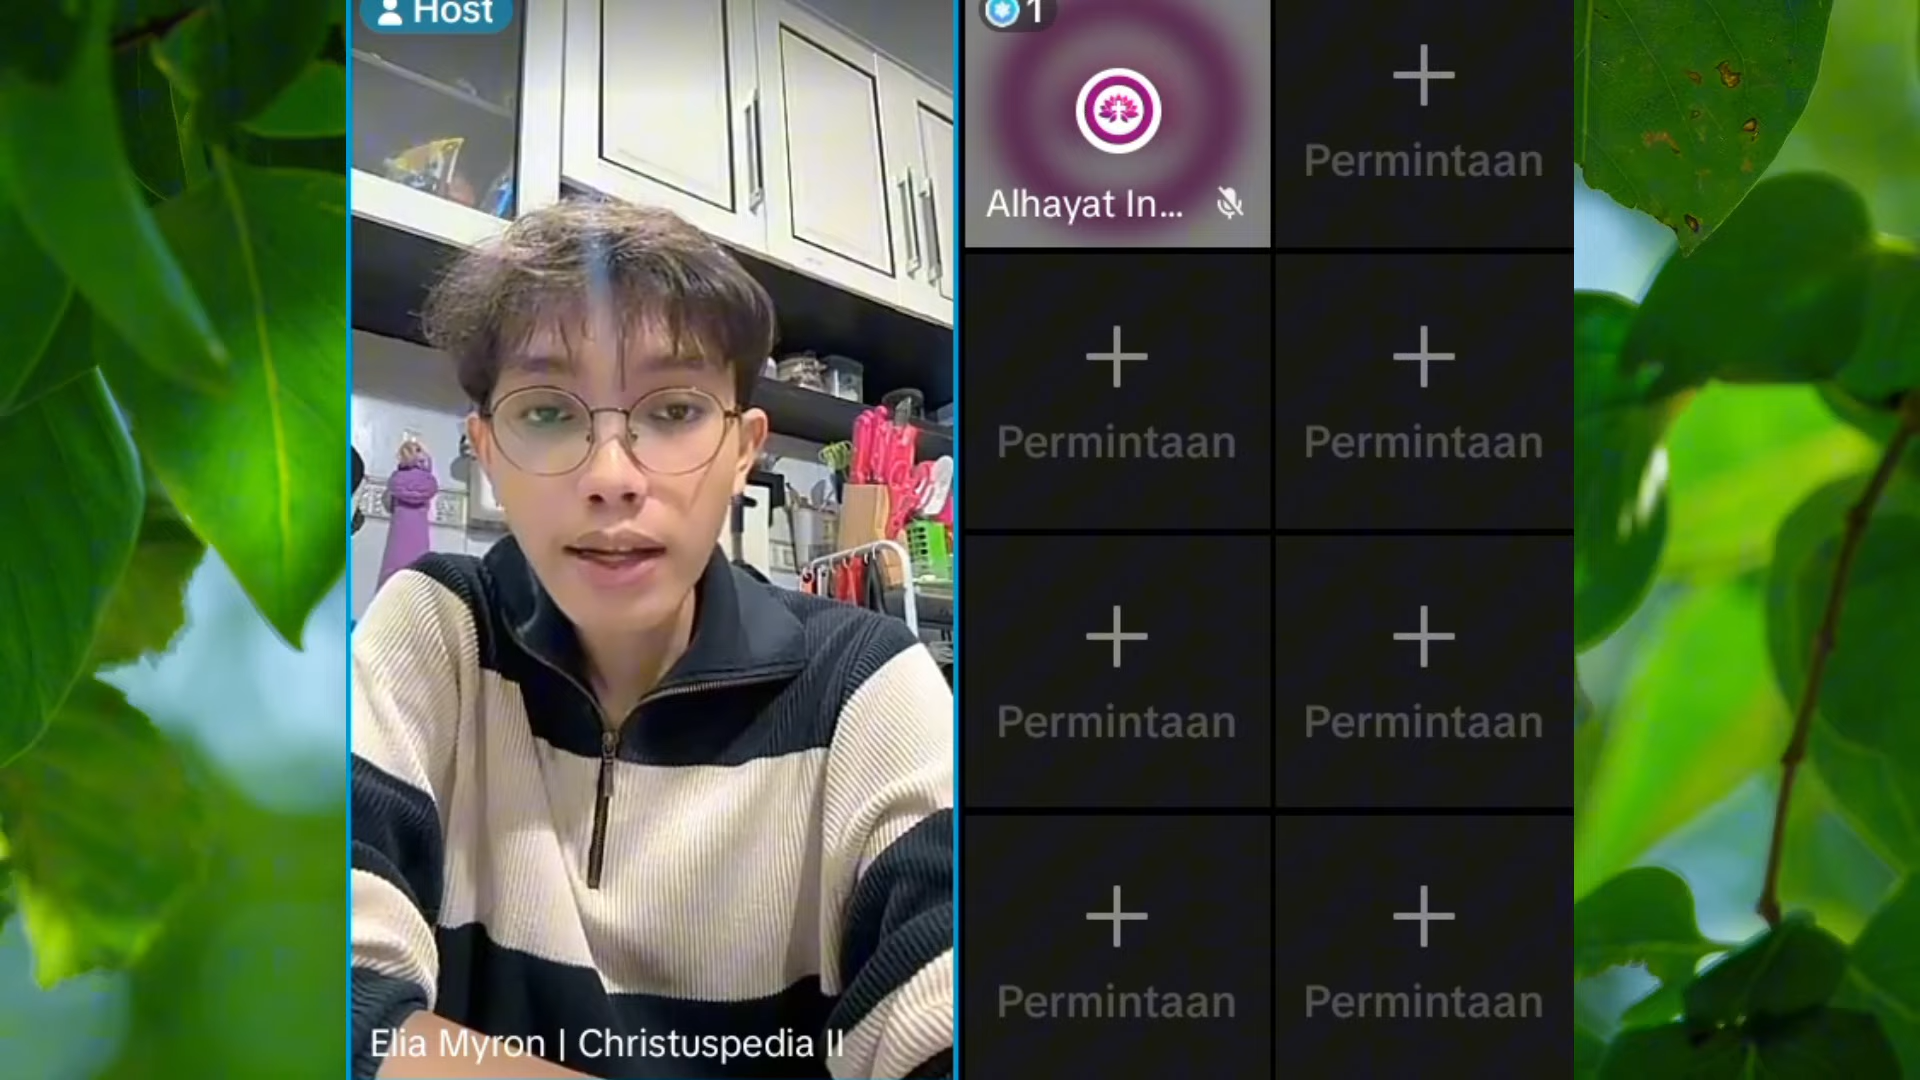 Host
1
Alhayat In...
Permintaan
Permintaan
Permintaan
Permintaan
Permintaan
Permintaan
Permintaan
Elia Myron | Christuspedia II